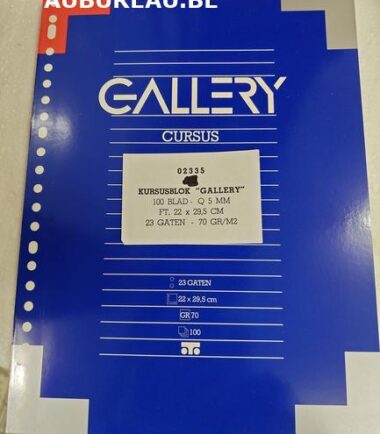 AUBUREAU.BE
GALLERY
CURSUS
02335
KURSUSBLOK "GALLERY"
100 BLAD - Q 5 MM
FT. 22 x 29,5 CM
23 GATEN - 70 GR/M2
23 GATEN
22 x 29,5 cm
GR 70
100